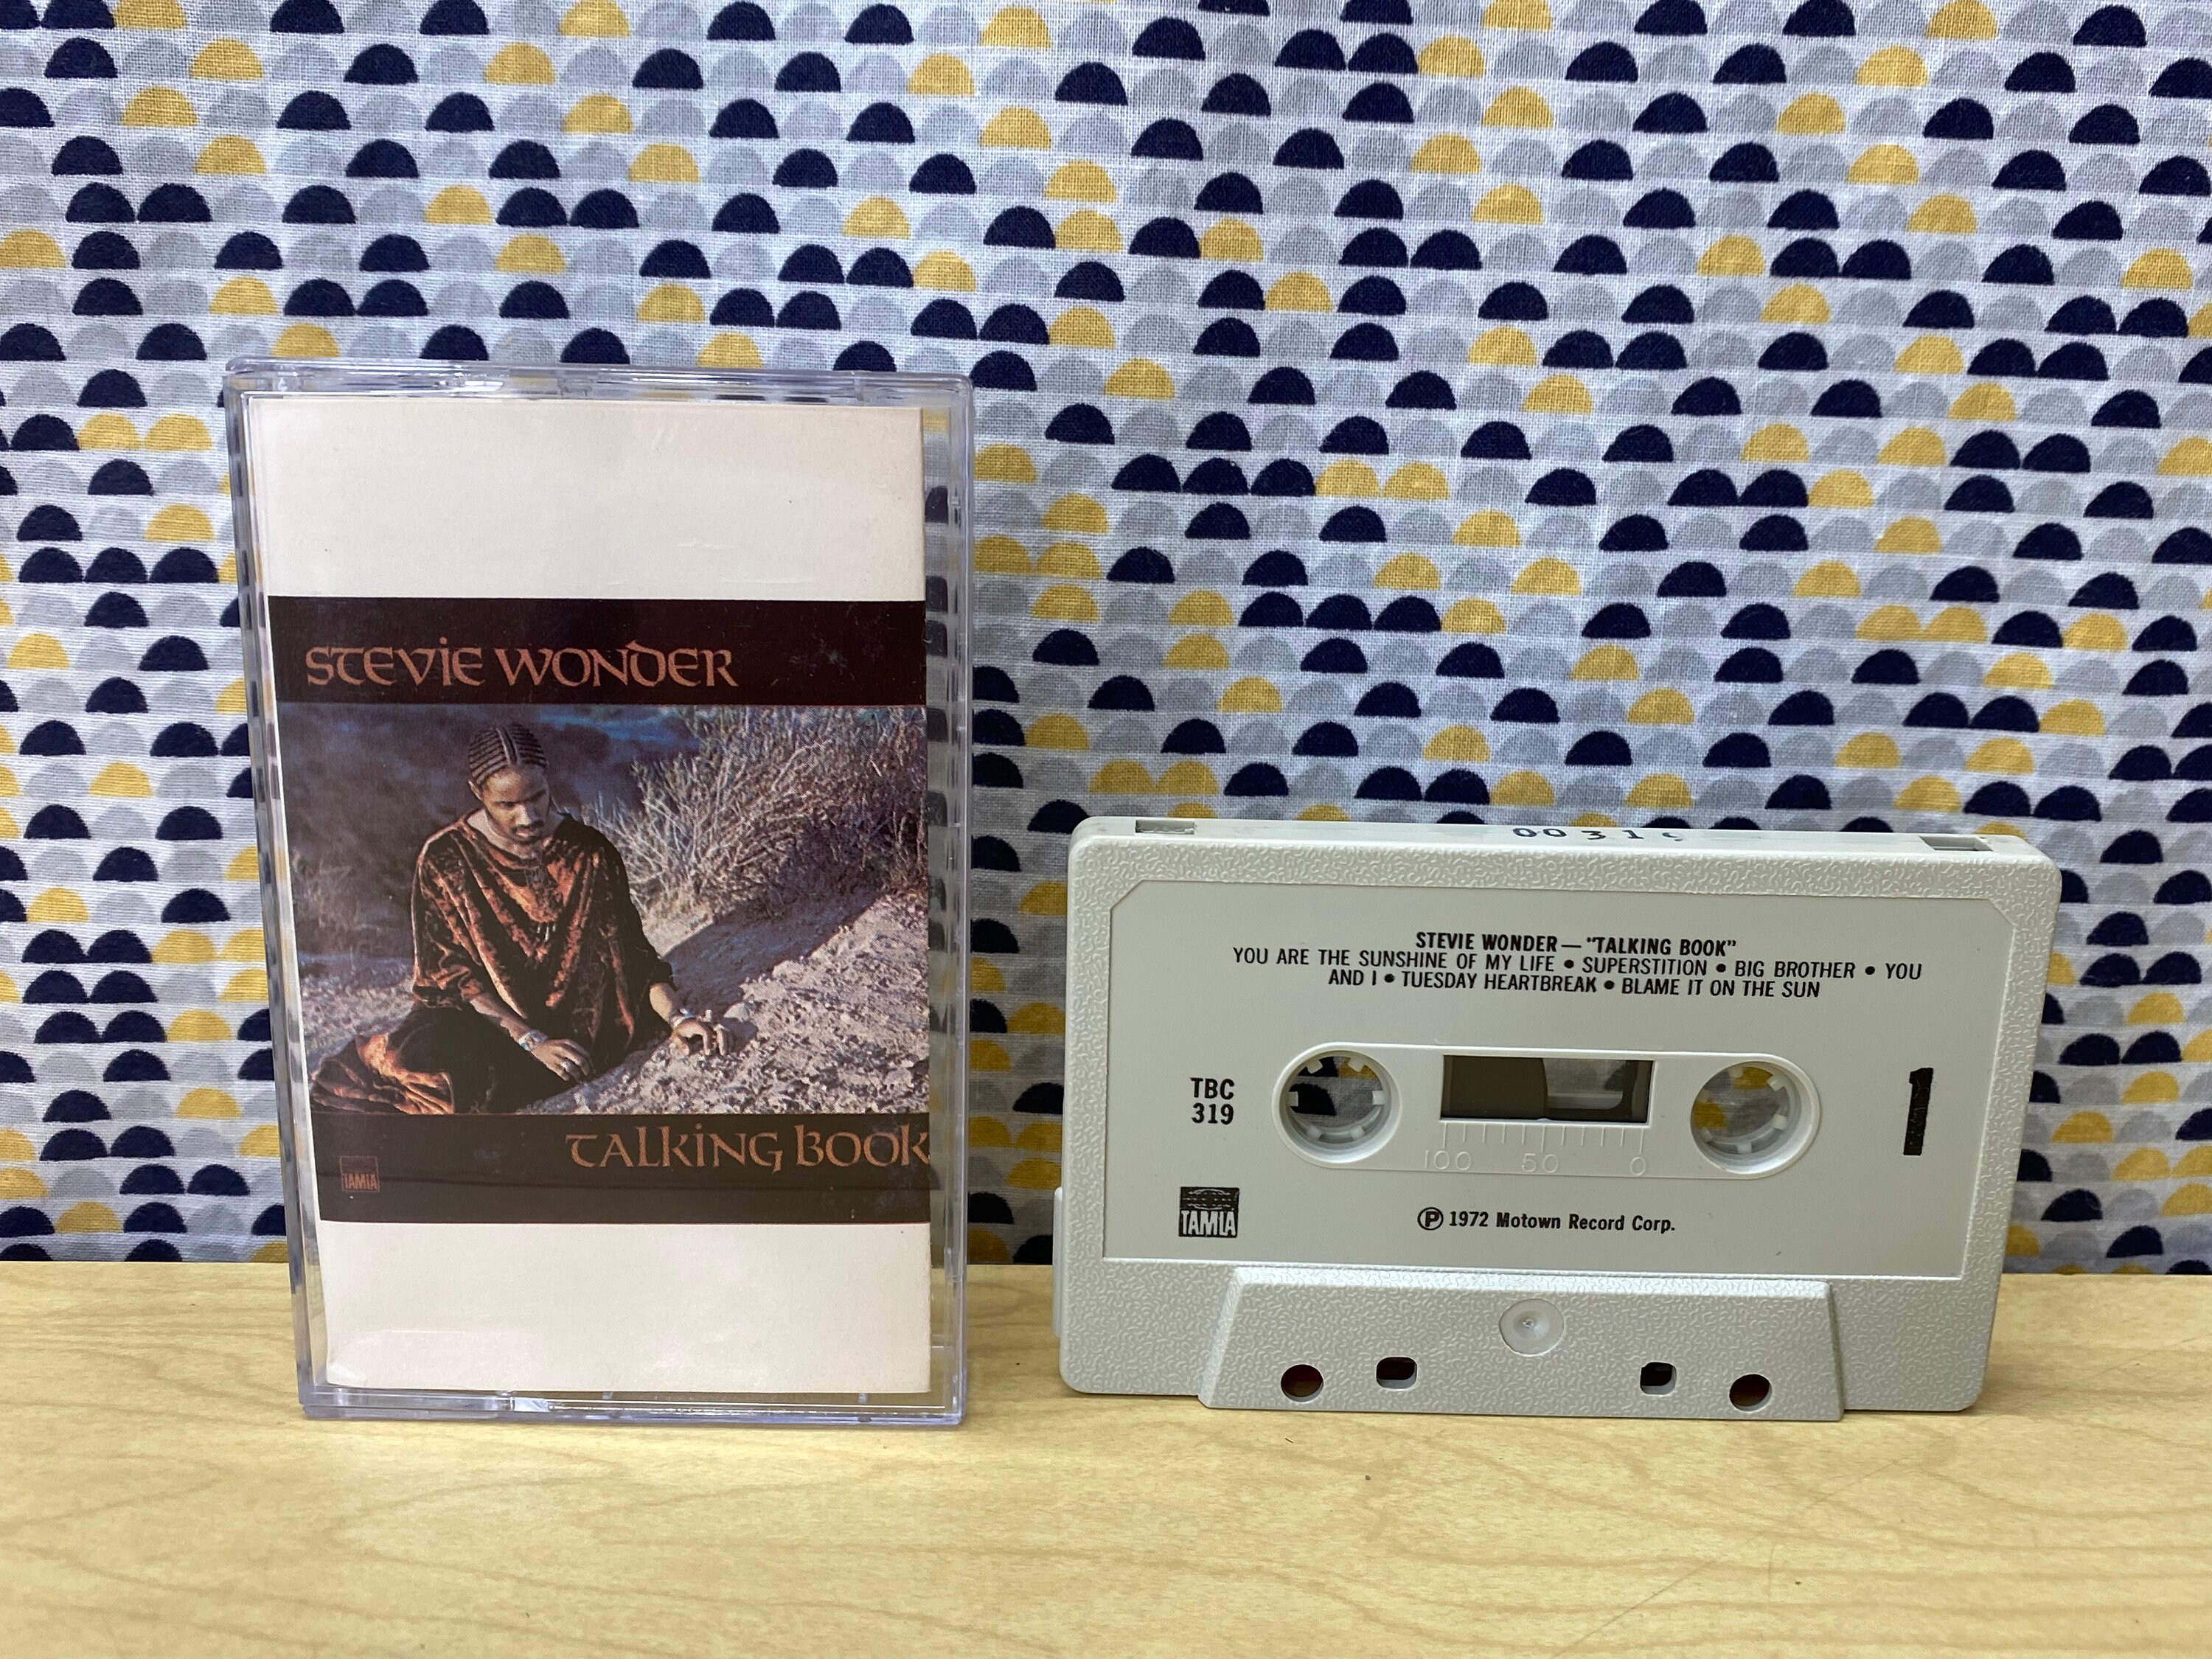 STEVIE WONDER
TALKING BOOK
TAMLA
STEVIE WONDER — "TALKING BOOK"
YOU ARE THE SUNSHINE OF MY LIFE • SUPERSTITION • BIG BROTHER • YOU
AND I • TUESDAY HEARTBREAK • BLAME IT ON THE SUN
TBC
319
1
100 50 0
TAMLA
Ⓟ 1972 Motown Record Corp.